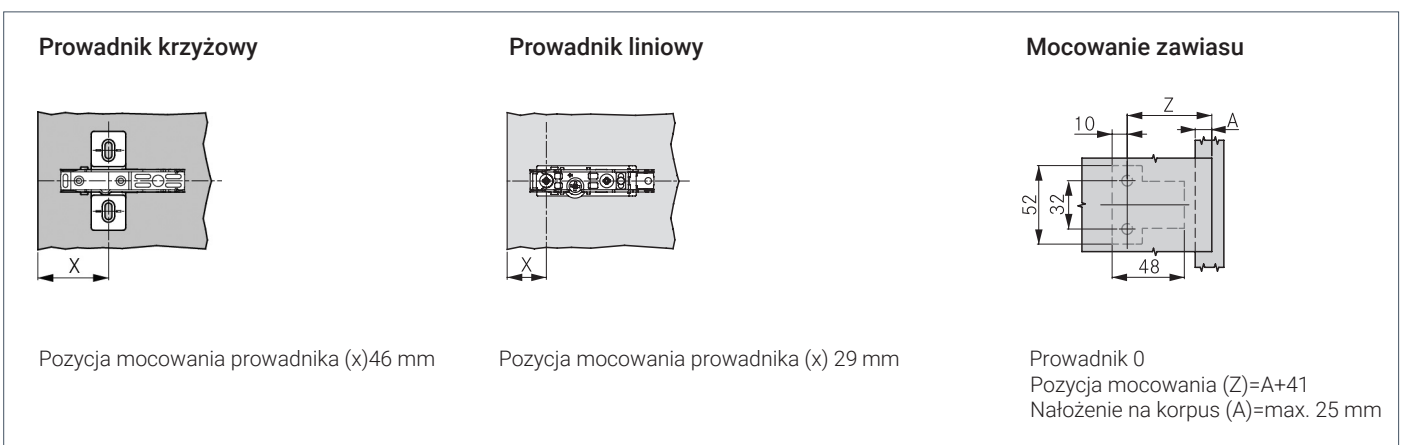 Prowadnik krzyżowy
X
Pozycja mocowania prowadnika (x)46 mm
Prowadnik liniowy
X
Pozycja mocowania prowadnika (x) 29 mm
Mocowanie zawiasu
Z
10
A
52
32
48
Prowadnik 0
Pozycja mocowania (Z)=A+41
Nałożenie na korpus (A)=max. 25 mm